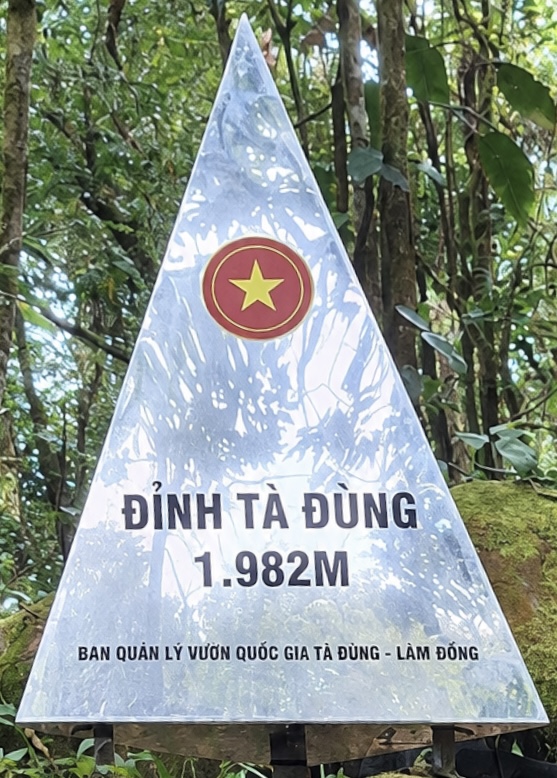 ĐỈNH TÀ ĐÙNG
1.982M
BAN QUẢN LÝ VƯỜN QUỐC GIA TÀ ĐÙNG - LÂM ĐỒNG